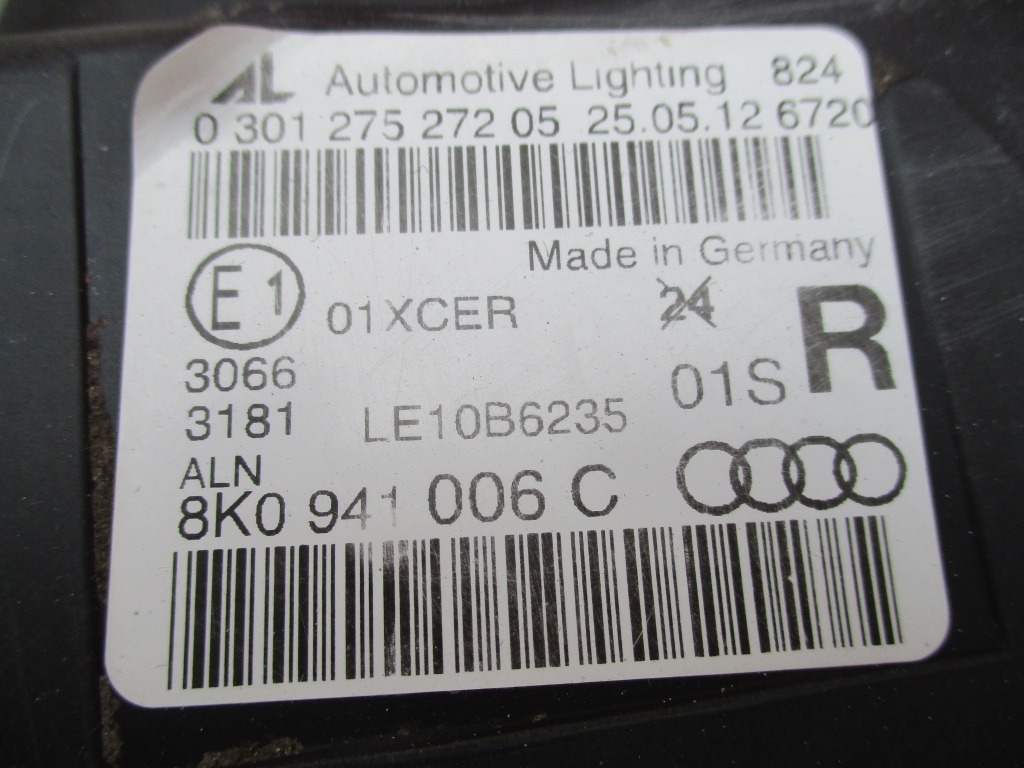 AL Automotive Lighting 824
0 301 275 272 05 25.05.12 6720
Made in Germany
E1 01XCER 24 R
3066 01S
3181 LE10B6235
ALN
8K0 941 006 C